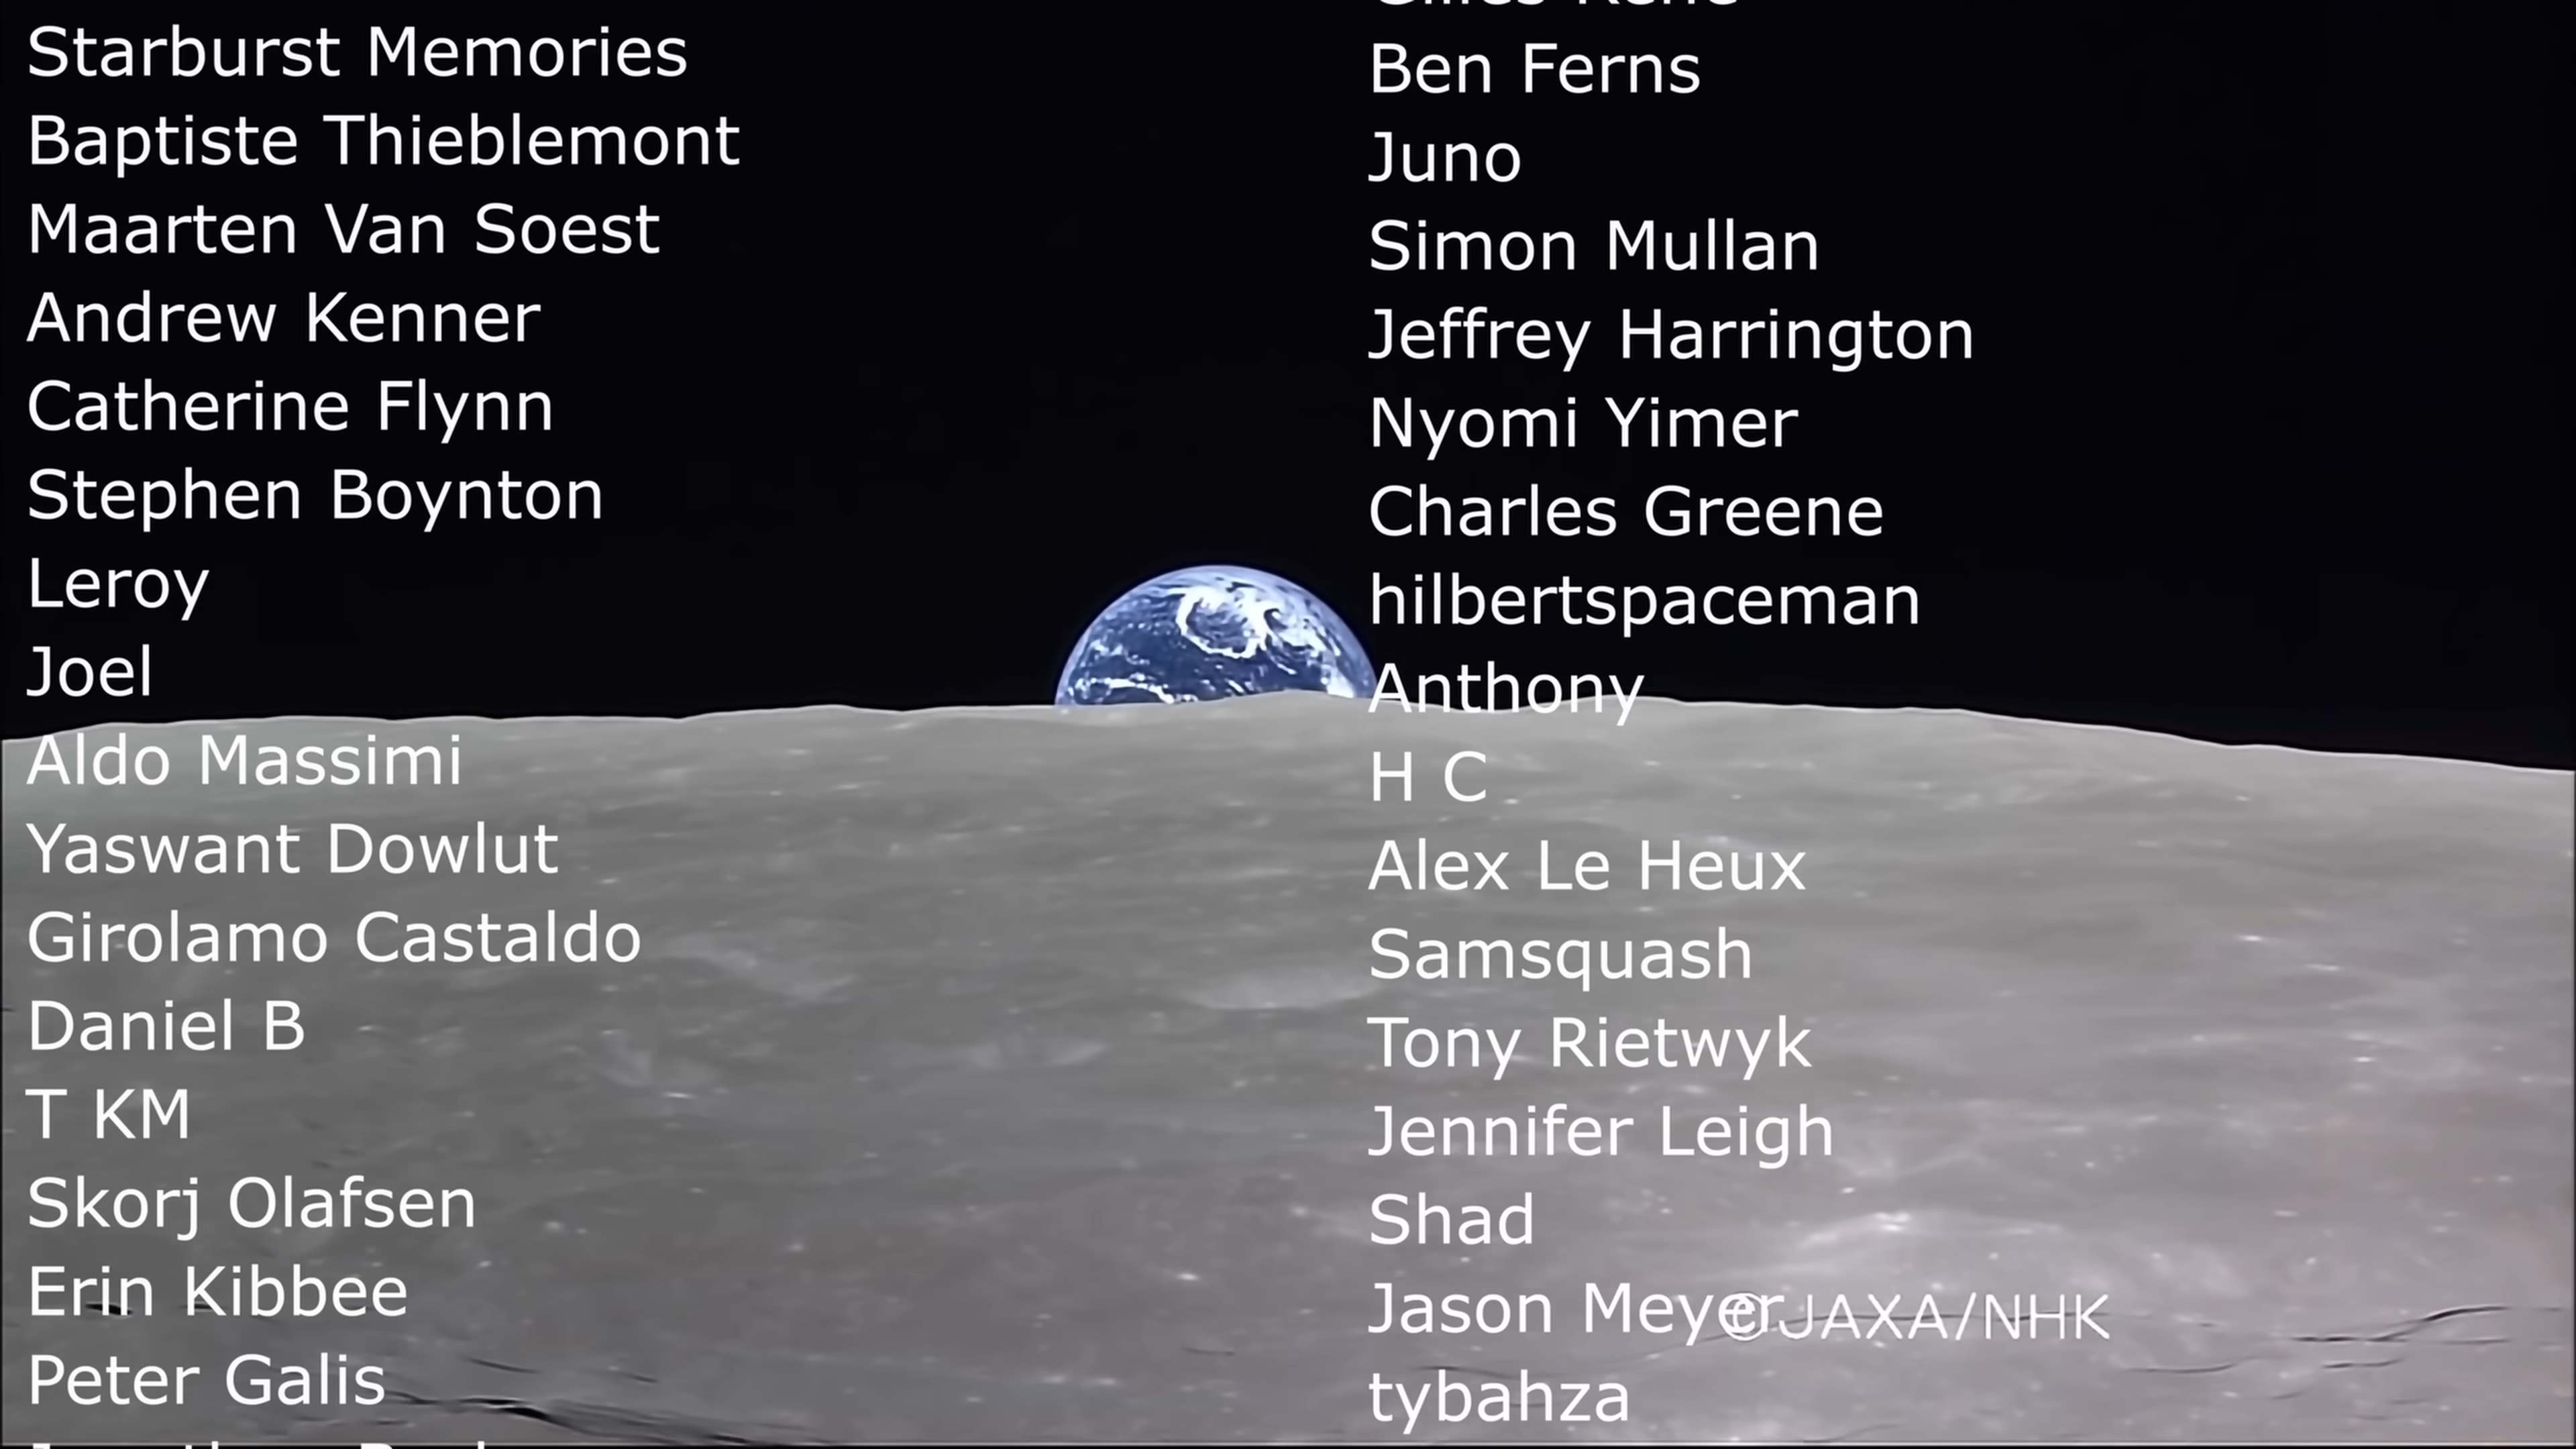 Starburst Memories
Baptiste Thieblemont
Maarten Van Soest
Andrew Kenner
Catherine Flynn
Stephen Boynton
Leroy
Joel
Aldo Massimi
Yaswant Dowlut
Girolamo Castaldo
Daniel B
T KM
Skorj Olafsen
Erin Kibbee
Peter Galis
Ben Ferns
Juno
Simon Mullan
Jeffrey Harrington
Nyomi Yimer
Charles Greene
hilbertspaceman
Anthony
H C
Alex Le Heux
Samsquash
Tony Rietwyk
Jennifer Leigh
Shad
Jason Meyer
©JAXA/NHK
tybahza